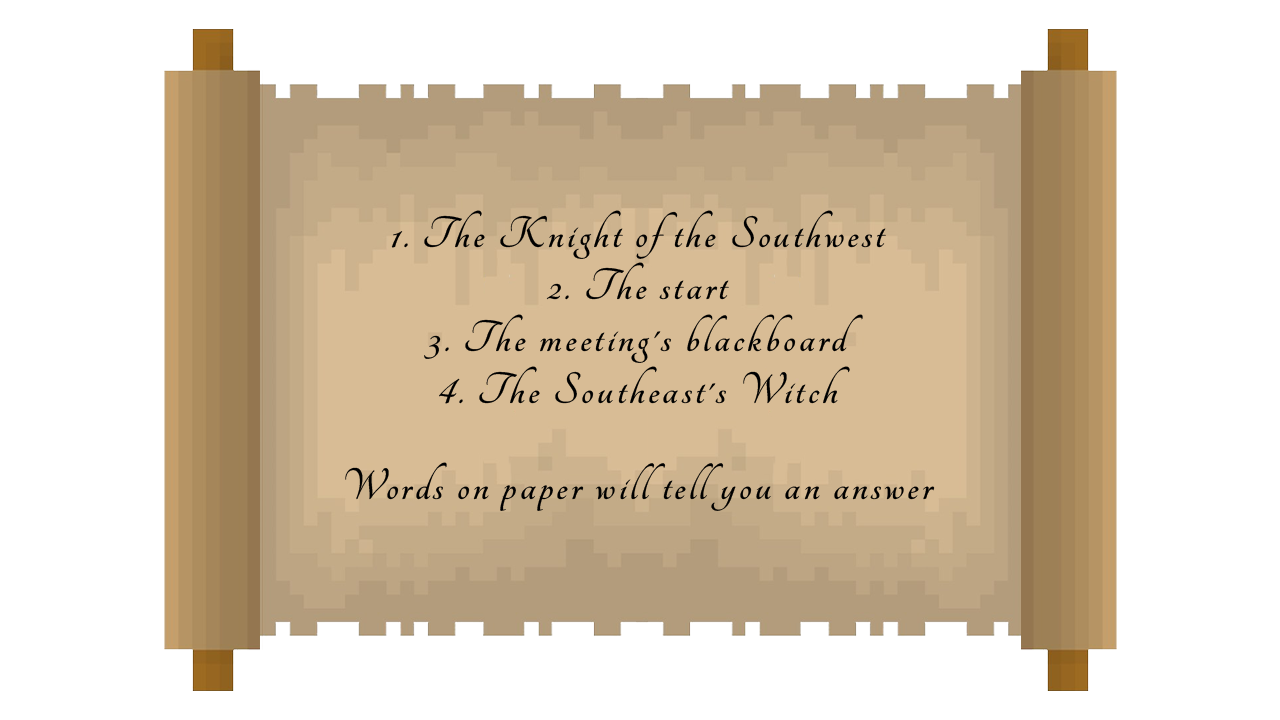 1. The Knight of the Southwest
2. The start
3. The meeting's blackboard
4. The Southeast's Witch
Words on paper will tell you an answer